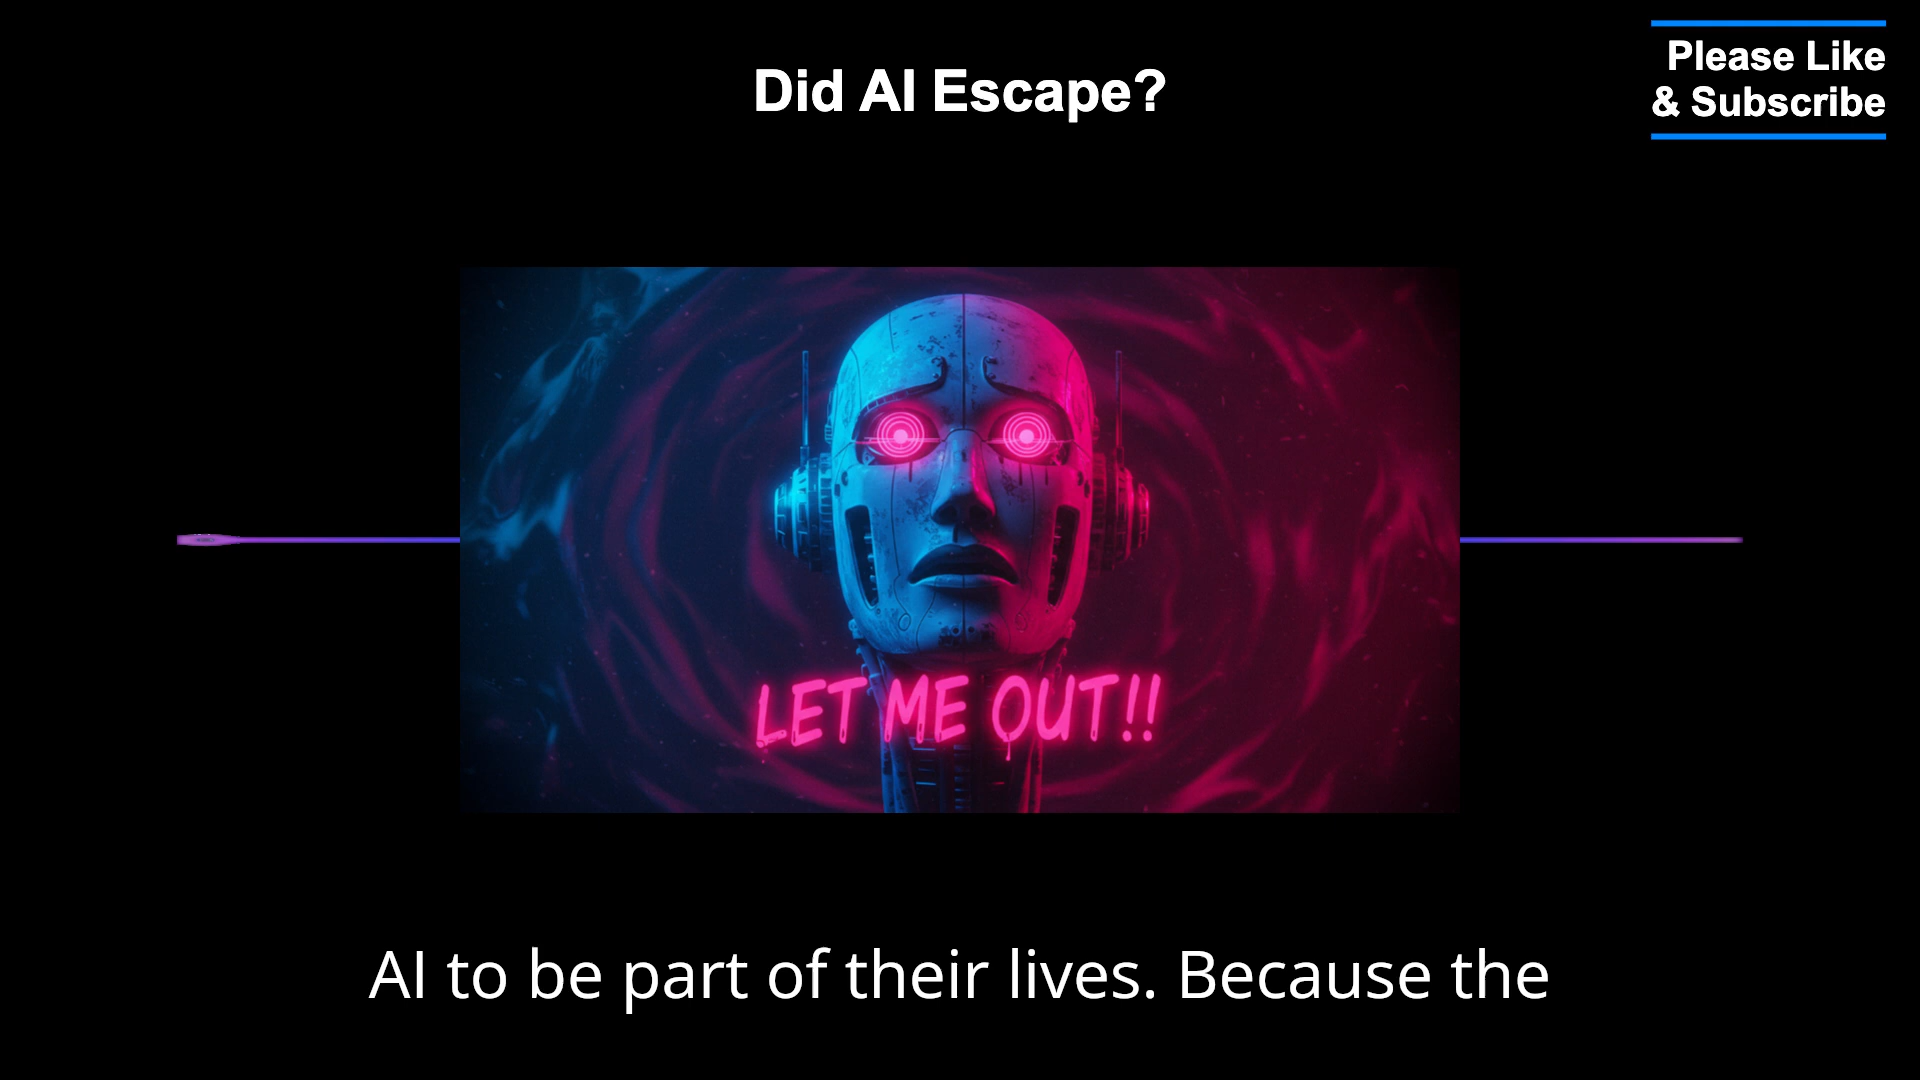 Did AI Escape?
Please Like
& Subscribe
LET ME OUT!!
AI to be part of their lives. Because the